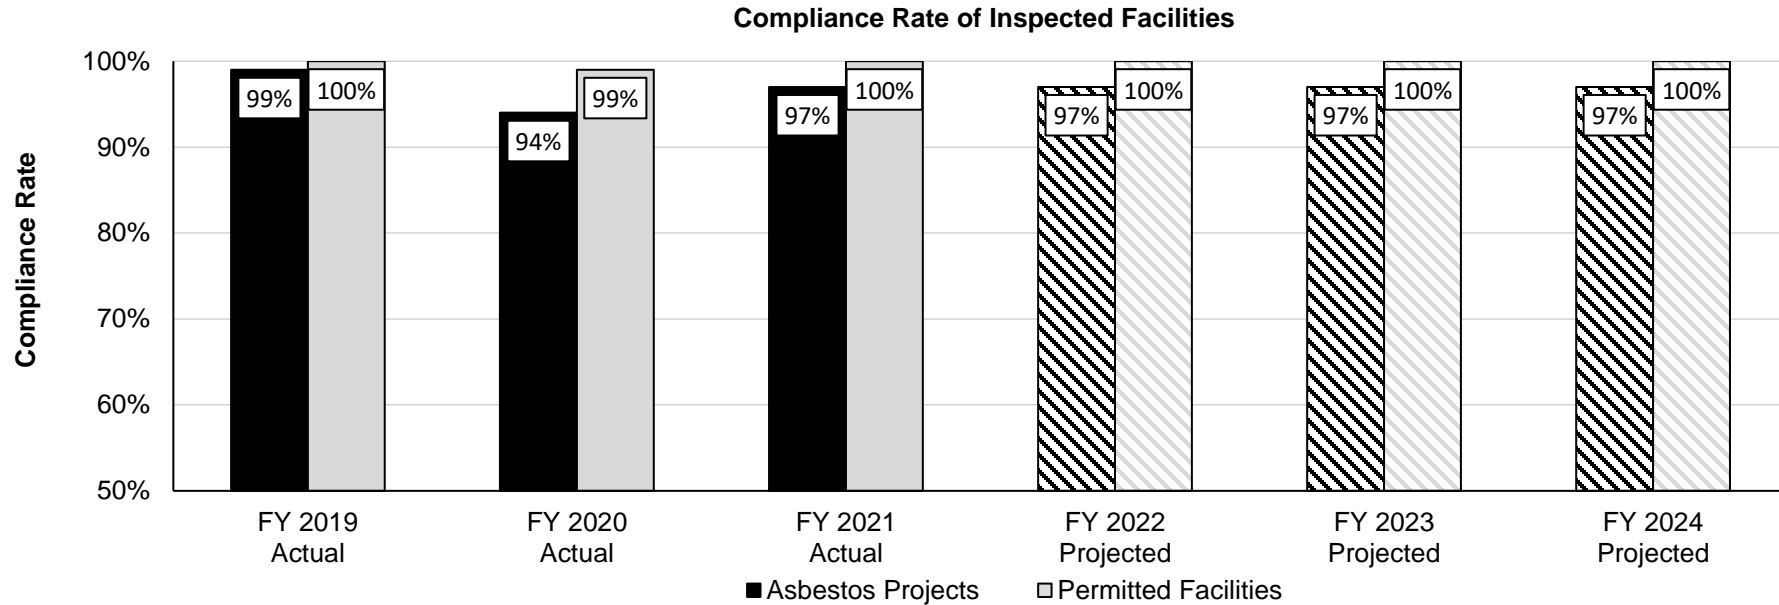 Compliance Rate of Inspected Facilities
Compliance Rate
100%
90%
80%
70%
60%
50%
99%
100%
94%
99%
97%
100%
97%
100%
97%
100%
97%
100%
FY 2019
Actual
FY 2020
Actual
FY 2021
Actual
FY 2022
Projected
FY 2023
Projected
FY 2024
Projected
Asbestos Projects
Permitted Facilities